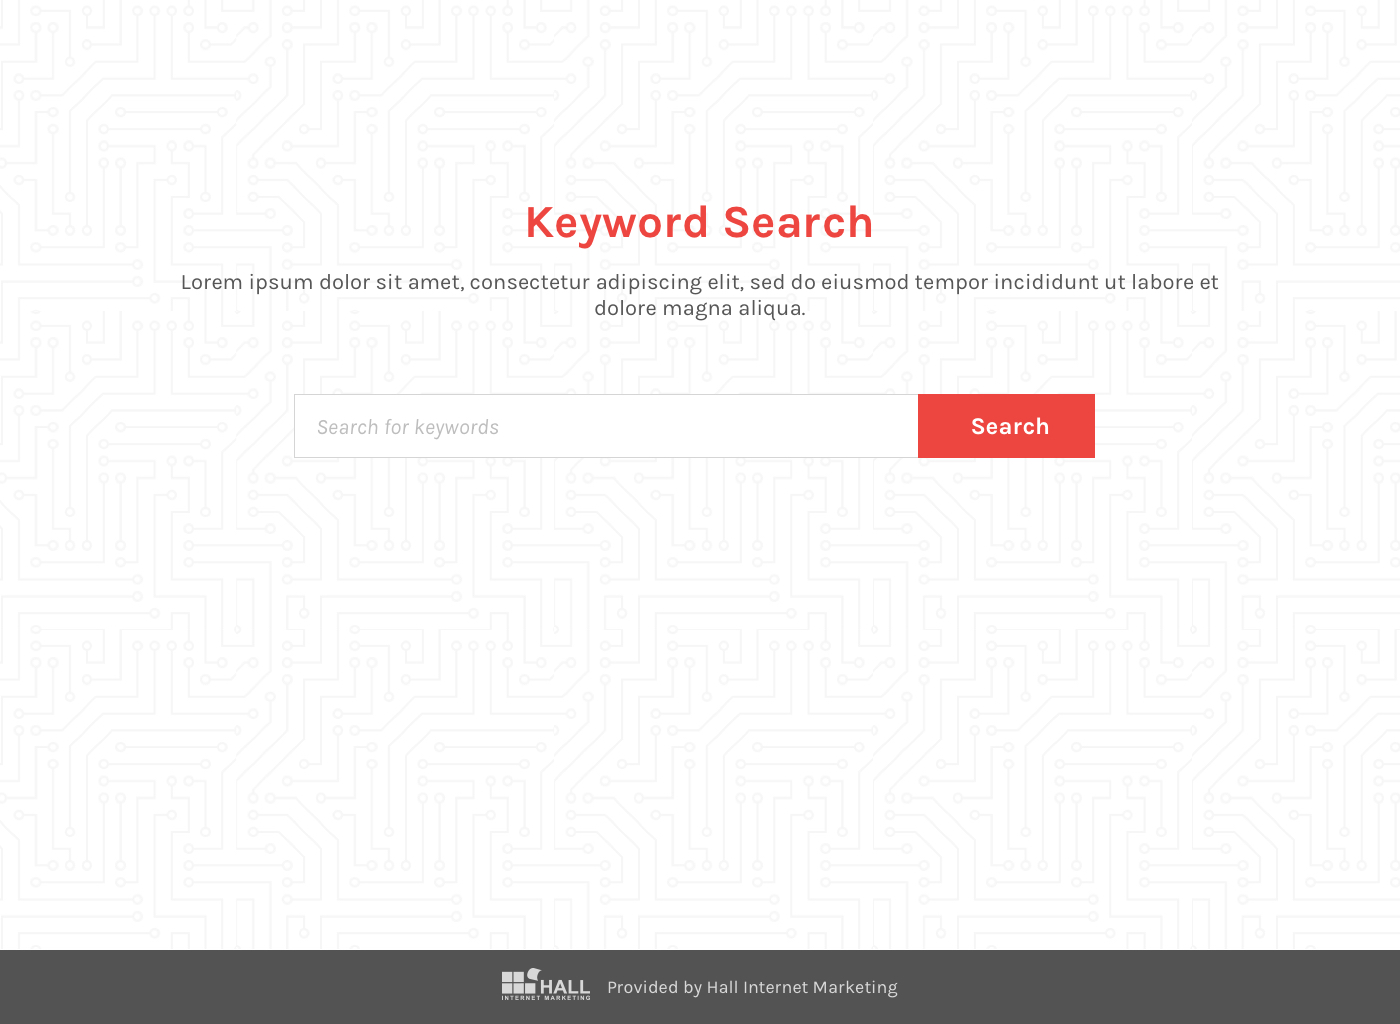 Keyword Search
Lorem ipsum dolor sit amet, consectetur adipiscing elit, sed do eiusmod tempor incididunt ut labore et
dolore magna aliqua.
Search for keywords
Search
HALL
INTERNET MARKETING
Provided by Hall Internet Marketing